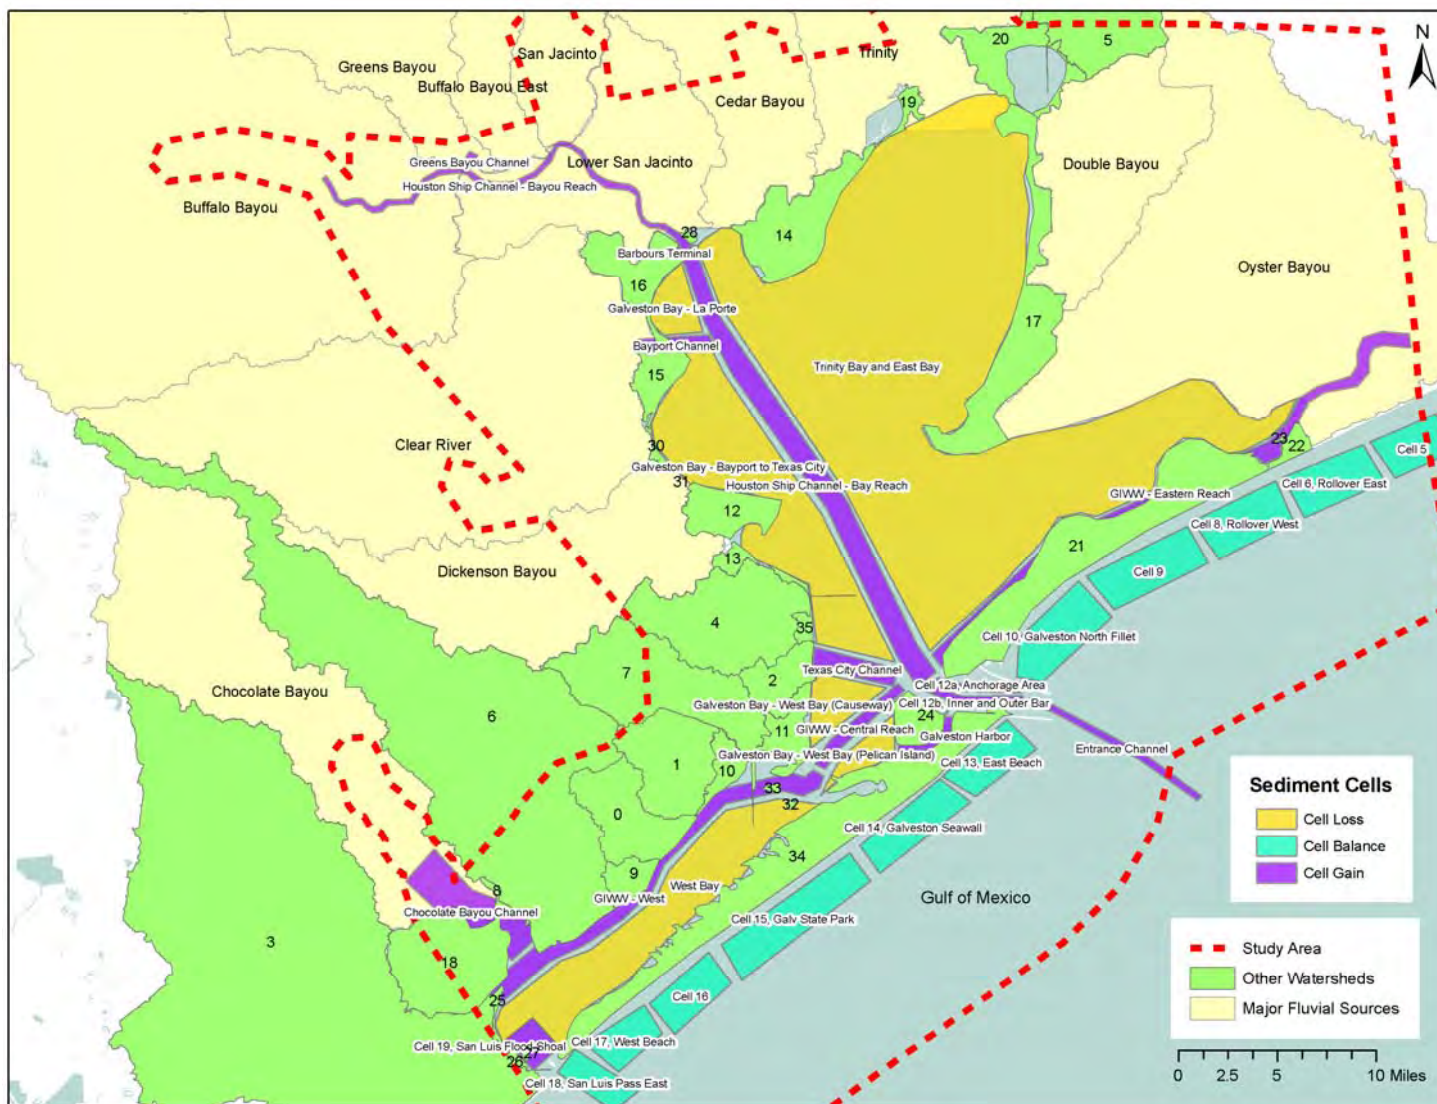 N
20
5
San Jacinto
Trinity
Greens Bayou
Buffalo Bayou East
Cedar Bayou
19
Greens Bayou Channel
Lower San Jacinto
Double Bayou
Houston Ship Channel - Bayou Reach
Buffalo Bayou
28
14
Barbours Terminal
Oyster Bayou
16
Galveston Bay - La Porte
17
Bayport Channel
Trinity Bay and East Bay
15
Clear River
30
23
22
Galveston Bay - Bayport to Texas City
Cell 5
31
Houston Ship Channel - Bay Reach
Cell 6, Rollover East
GIWW - Eastern Reach
12
Cell 8, Rollover West
21
13
Dickenson Bayou
Cell 9
4
35
Cell 10, Galveston North Fillet
7
Texas City Channel
2
Cell 12a, Anchorage Area
Chocolate Bayou
Galveston Bay - West Bay (Causeway)
Cell 12b, Inner and Outer Bar
6
24
11
GIWW - Central Reach
Galveston Harbor
Galveston Bay - West Bay (Pelican Island)
Entrance Channel
1
10
Cell 13, East Beach
33
32
0
Cell 14, Galveston Seawall
34
9
West Bay
8
GIWW - West
Chocolate Bayou Channel
Cell 15, Galv State Park
Gulf of Mexico
3
18
25
Cell 16
Cell 17, West Beach
Cell 19, San Luis Flood Shoal
27
26
Cell 18, San Luis Pass East
Sediment Cells
Cell Loss
Cell Balance
Cell Gain
Study Area
Other Watersheds
Major Fluvial Sources
0 2.5 5 10 Miles